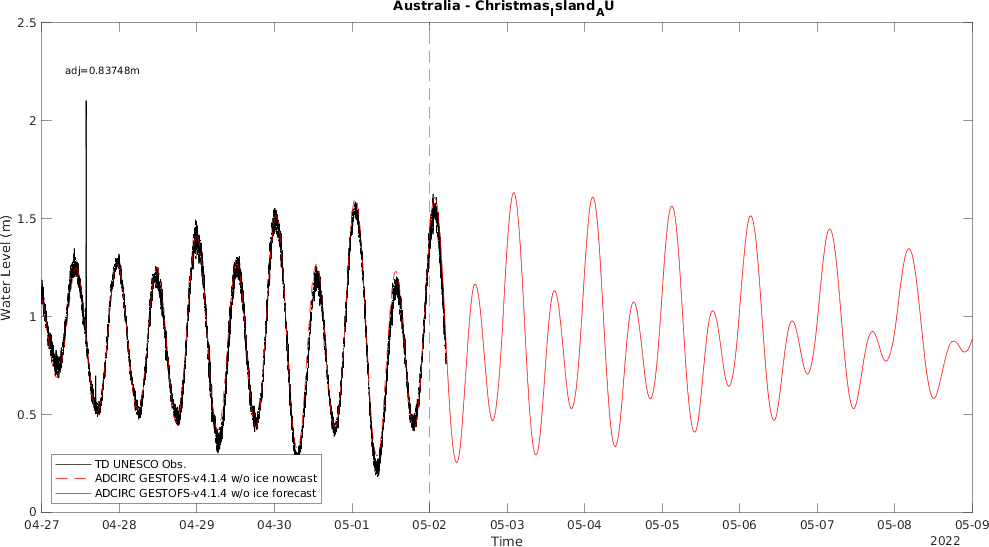 Australia - ChristmasIslandAU
2.5
adj=0.83748m
2
1.5
Water Level (m)
1
0.5
TD UNESCO Obs.
ADCIRC GESTOFS-v4.1.4 w/o ice nowcast
ADCIRC GESTOFS-v4.1.4 w/o ice forecast
0
04-27 04-28 04-29 04-30 05-01 05-02 05-03 05-04 05-05 05-06 05-07 05-08 05-09
Time
2022